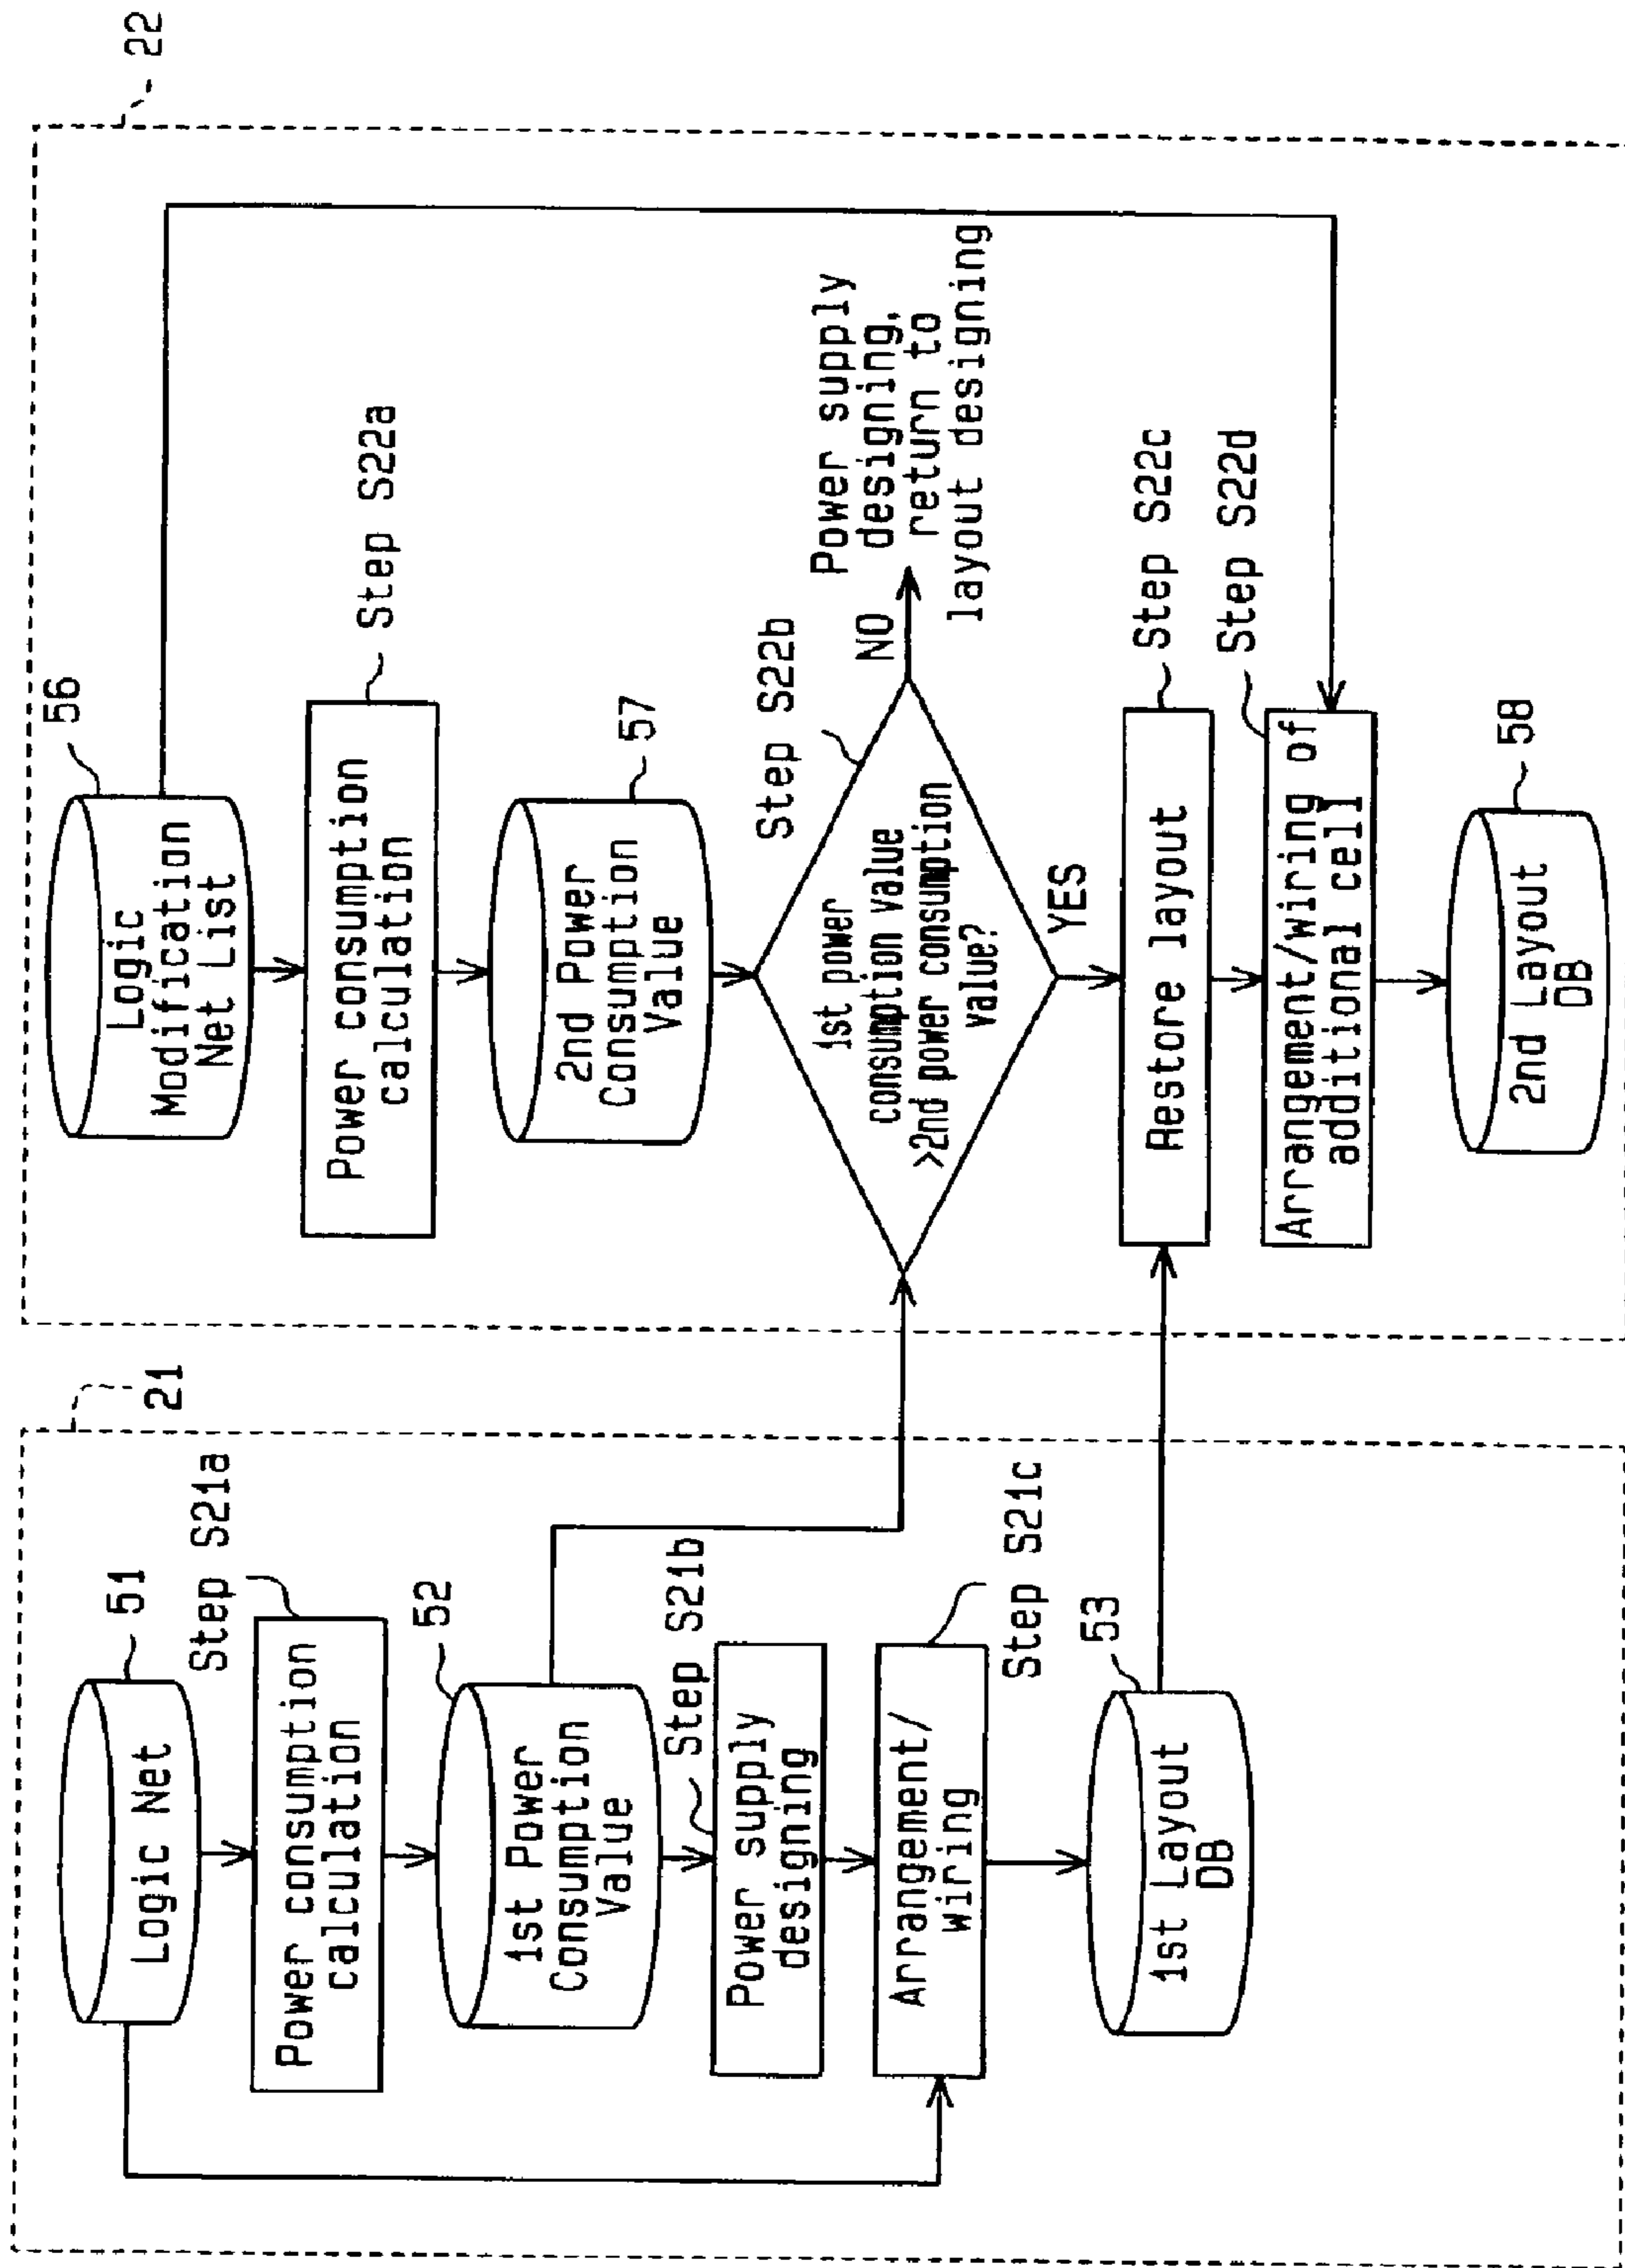 21
51
Logic Net
Step S21a
Power consumption
calculation
52
1st Power
Consumption
Value
Step S21b
Power supply
designing
Arrangement/
wiring
Step S21c
53
1st Layout
DB
22
56
Logic
Modification
Net List
Step S22a
Power consumption
calculation
57
2nd Power
Consumption
Value
Step S22b
1st power
consumption value
>2nd power consumption
value?
NO
Power supply
designing,
return to
layout designing
YES
Step S22c
Restore layout
Step S22d
Arrangement/wiring of
additional cell
58
2nd Layout
DB